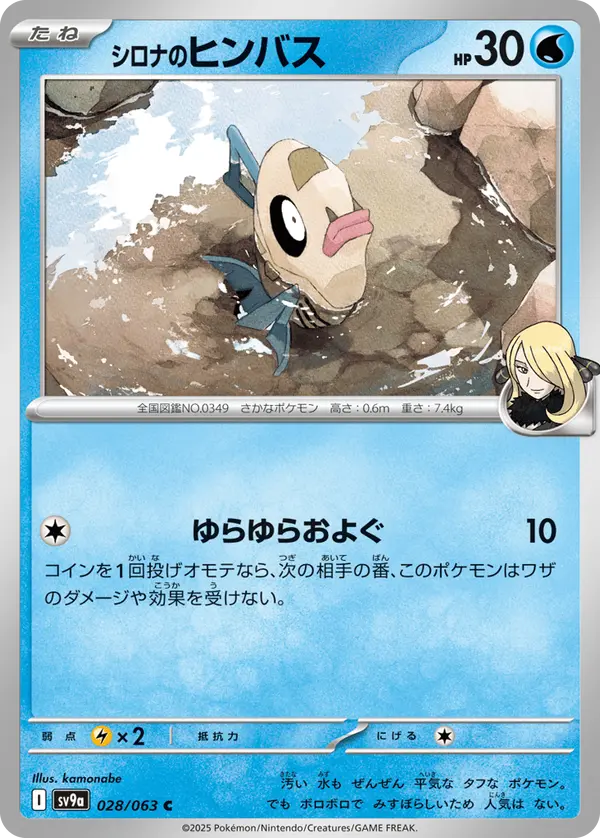 たね シロナのヒンバス HP30
全国図鑑NO.0349 さかなポケモン 高さ:0.6m 重さ:7.4kg
ゆらゆらおよぐ 10
コインを1回投げオモテなら、次の相手の番、このポケモンはワザ
のダメージや効果を受けない。
弱点 ×2 抵抗力 にげる
Illus. kamonabe
I sv9a 028/063 C
汚い 水も ぜんぜん 平気な タフな ポケモン。
でも ボロボロで みすぼらしいため 人気は ない。
©2025 Pokémon/Nintendo/Creatures/GAME FREAK.